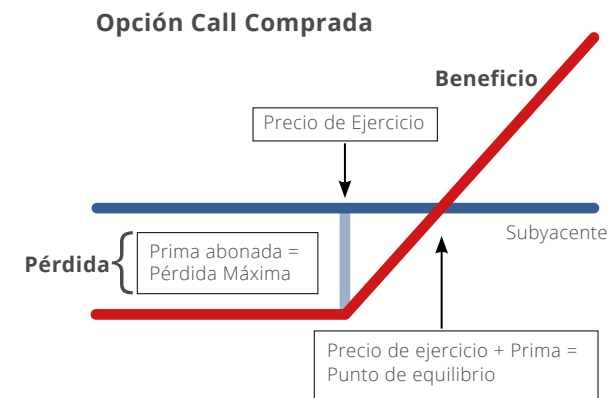 Opción Call Comprada
Beneficio
Precio de Ejercicio
Subyacente
Pérdida
Prima abonada =
Pérdida Máxima
Precio de ejercicio + Prima =
Punto de equilibrio